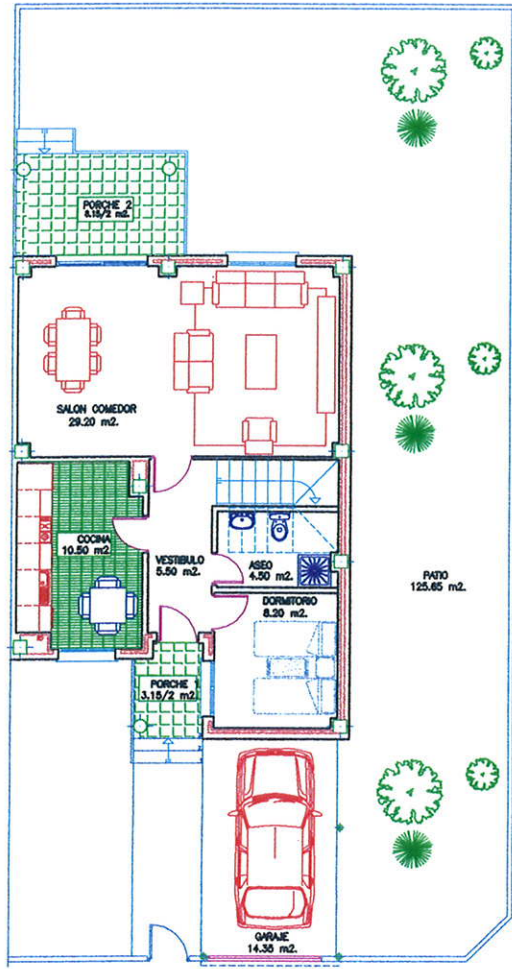 PORCHE 2
8.15/2 m2.
SALON COMEDOR
29.20 m2.
COCINA
10.50 m2.
VESTIBULO
5.50 m2.
ASEO
4.50 m2.
PATIO
125.65 m2.
DORMITORIO
8.20 m2.
PORCHE 1
3.15/2 m2.
GARAJE
14.35 m2.